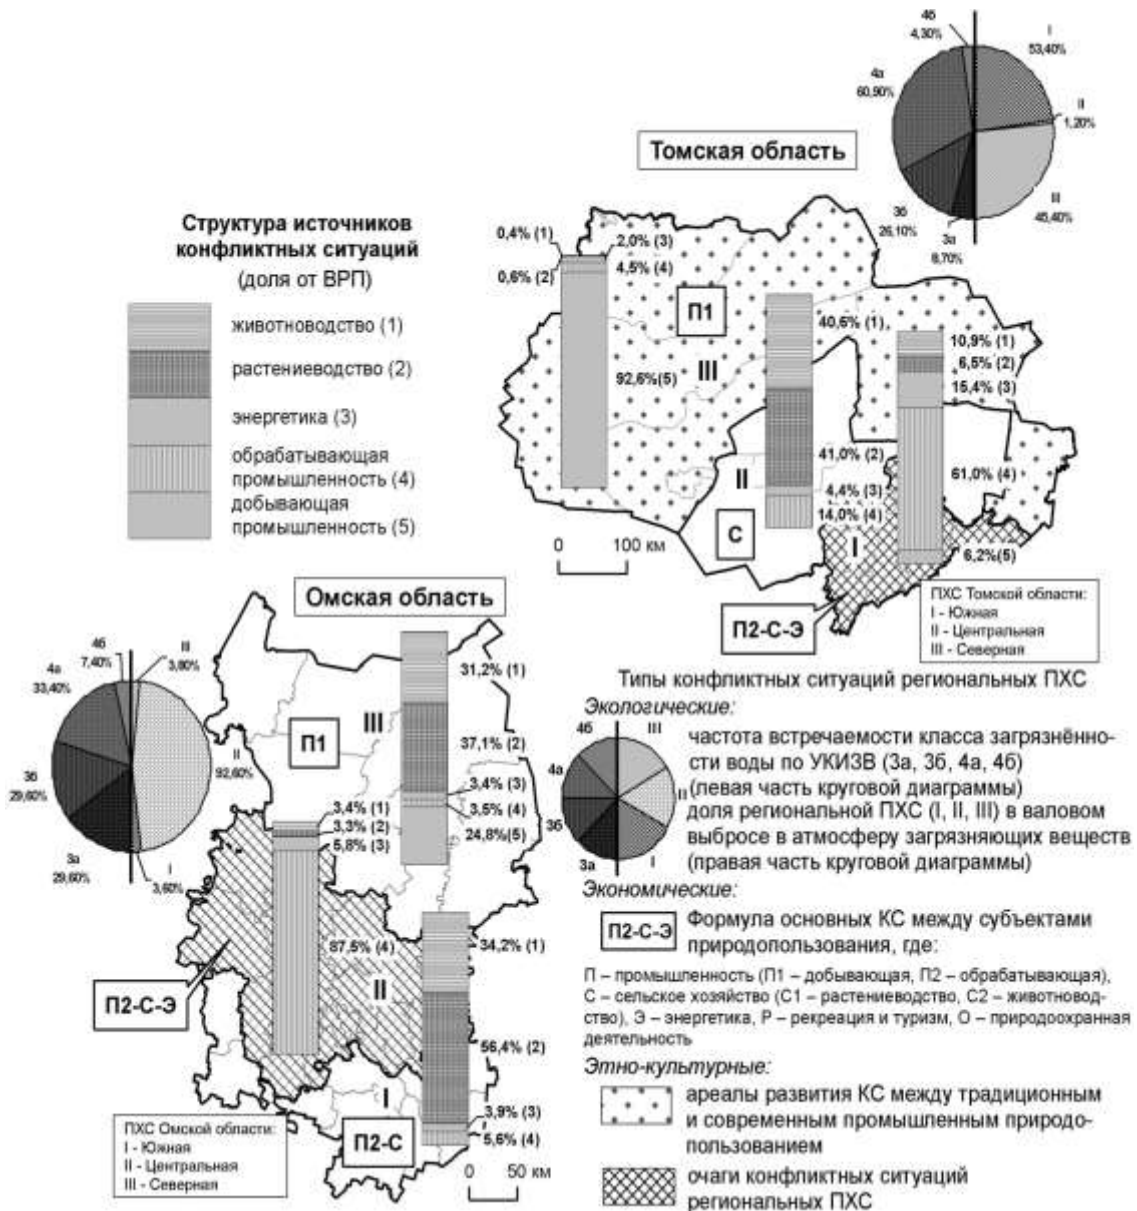 4б
4,30%
I
53,40%
4а
60,90%
II
1,20%
III
45,40%
3б
26,10%
3а
8,70%
Томская область
Структура источников
конфликтных ситуаций
(доля от ВРП)
животноводство (1)
растениеводство (2)
энергетика (3)
обрабатывающая
промышленность (4)
добывающая
промышленность (5)
0,4% (1)
0,6% (2)
2,0% (3)
4,5% (4)
92,6%(5)
П1
III
40,6% (1)
41,0% (2)
4,4% (3)
14,0% (4)
10,9% (1)
6,5% (2)
15,4% (3)
61,0% (4)
6,2%(5)
II
С
I
0 100 км
П2-С-Э
ПХС Томской области:
I - Южная
II - Центральная
III - Северная
Омская область
4б
7,40%
III
3,80%
4а
33,40%
II
92,60%
3б
29,60%
3а
29,60%
I
3,60%
П1
III
31,2% (1)
37,1% (2)
3,4% (3)
3,5% (4)
24,8%(5)
3,4% (1)
3,3% (2)
5,8% (3)
87,5% (4)
II
П2-С-Э
34,2% (1)
56,4% (2)
3,9% (3)
5,6% (4)
I
П2-С
0 50 км
ПХС Омской области:
I - Южная
II - Центральная
III - Северная
Типы конфликтных ситуаций региональных ПХС
Экологические:
4б
III
4а
II
3б
I
3а
частота встречаемости класса загрязнённо-
сти воды по УКИЗВ (3а, 3б, 4а, 4б)
(левая часть круговой диаграммы)
доля региональной ПХС (I, II, III) в валовом
выбросе в атмосферу загрязняющих веществ
(правая часть круговой диаграммы)
Экономические:
П2-С-Э
Формула основных КС между субъектами
природопользования, где:
П – промышленность (П1 – добывающая, П2 – обрабатывающая),
С – сельское хозяйство (С1 – растениеводство, С2 – животновод-
ство), Э – энергетика, Р – рекреация и туризм, О – природоохранная
деятельность
Этно-культурные:
ареалы развития КС между традиционным
и современным промышленным природо-
пользованием
очаги конфликтных ситуаций
региональных ПХС